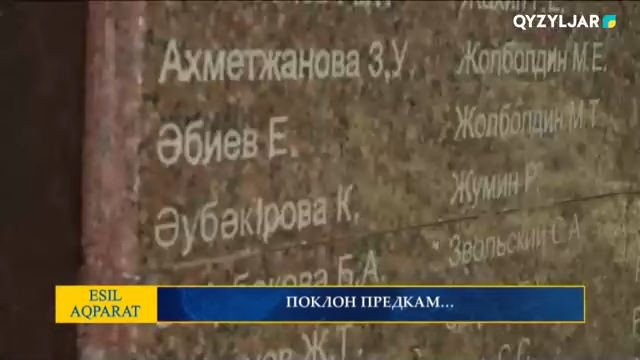 QYZYLJAR
Ахметжанова З.У.
Әбиев Е.
Әубәкірова К.
Б.А.
Ж.Т.
Жолболдин М.Е.
Жолболдин М.Т
Жумин Р.
Звольский С.А
ESIL
AQPARAT
ПОКЛОН ПРЕДКАМ...